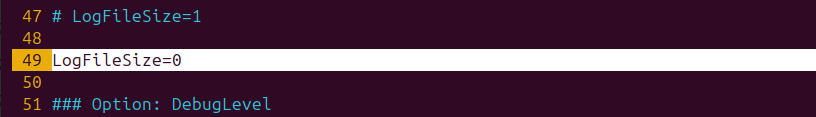 47 # LogFileSize=1
48
49 LogFileSize=0
50
51 ### Option: DebugLevel